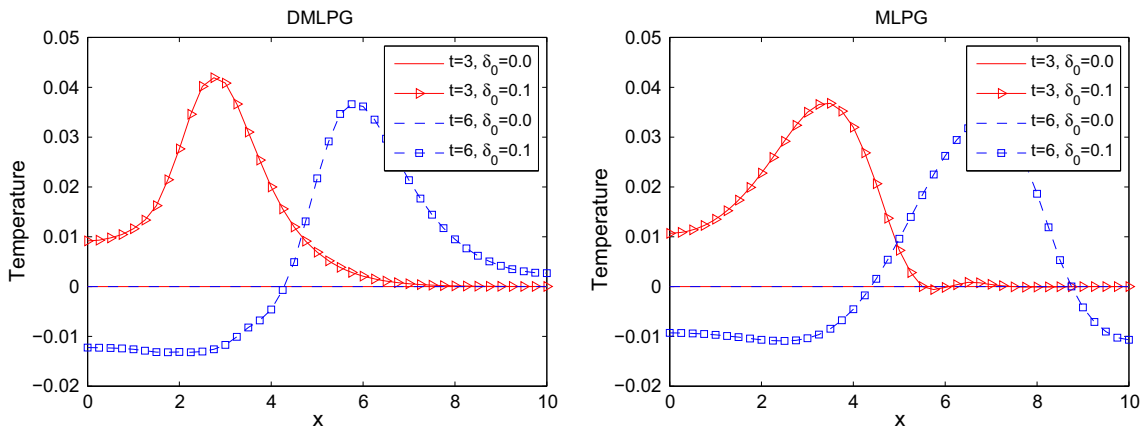 DMLPG
0.05
0.04
0.03
0.02
0.01
0
−0.01
−0.02
0 2 4 6 8 10
Temperature
x
t=3, δ₀=0.0
t=3, δ₀=0.1
t=6, δ₀=0.0
t=6, δ₀=0.1
MLPG
0.05
0.04
0.03
0.02
0.01
0
−0.01
−0.02
0 2 4 6 8 10
Temperature
x
t=3, δ₀=0.0
t=3, δ₀=0.1
t=6, δ₀=0.0
t=6, δ₀=0.1